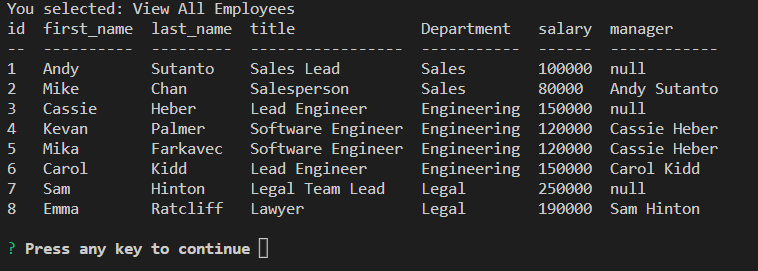 You selected: View All Employees
id  first_name  last_name  title              Department   salary  manager
--  ----------  ---------  -----------------  -----------  ------  ------------
1   Andy        Sutanto    Sales Lead         Sales        100000  null
2   Mike        Chan       Salesperson        Sales        80000   Andy Sutanto
3   Cassie      Heber      Lead Engineer      Engineering  150000  null
4   Kevan       Palmer     Software Engineer  Engineering  120000  Cassie Heber
5   Mika        Farkavec   Software Engineer  Engineering  120000  Cassie Heber
6   Carol       Kidd       Lead Engineer      Engineering  150000  Carol Kidd
7   Sam         Hinton     Legal Team Lead    Legal        250000  null
8   Emma        Ratcliff   Lawyer             Legal        190000  Sam Hinton
? Press any key to continue